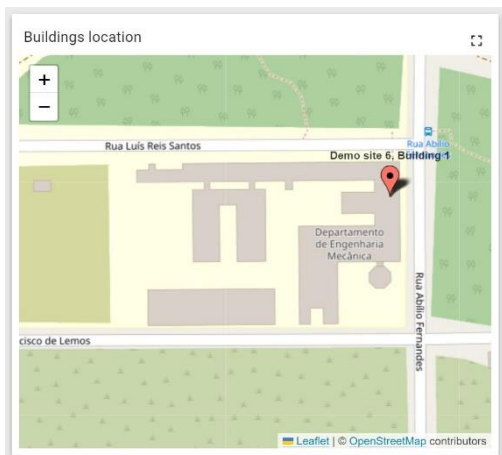 Buildings location
+
−
Rua Luís Reis Santos
Rua Abílio
Demo site 6, Building 1
Departamento
de Engenharia
Mecânica
Rua Abílio Fernandes
cisco de Lemos
Leaflet | © OpenStreetMap contributors